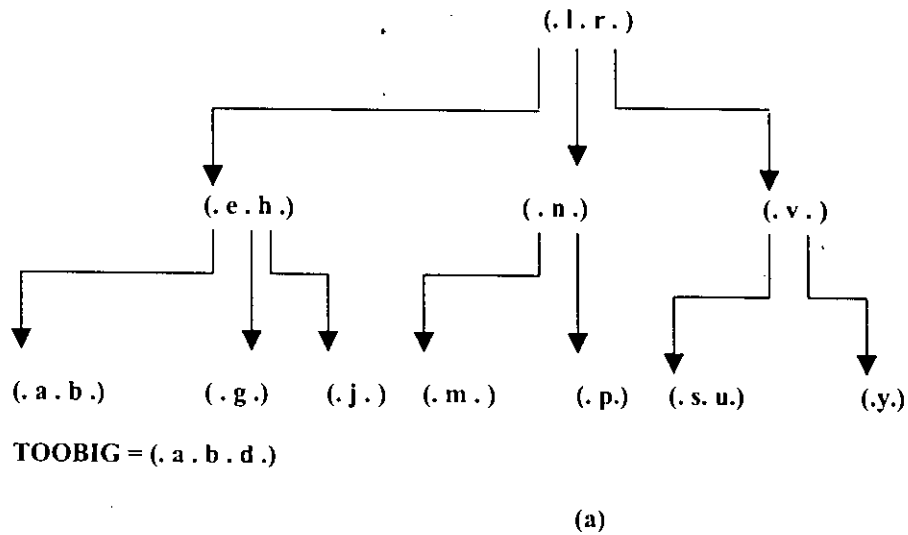 (. l . r . )
(. e . h .) ( . n .) (. v . )
(. a . b .) (. g .) (. j . ) (. m . ) (. p.) (. s. u.) (.y.)
TOOBIG = (. a . b . d .)
(a)